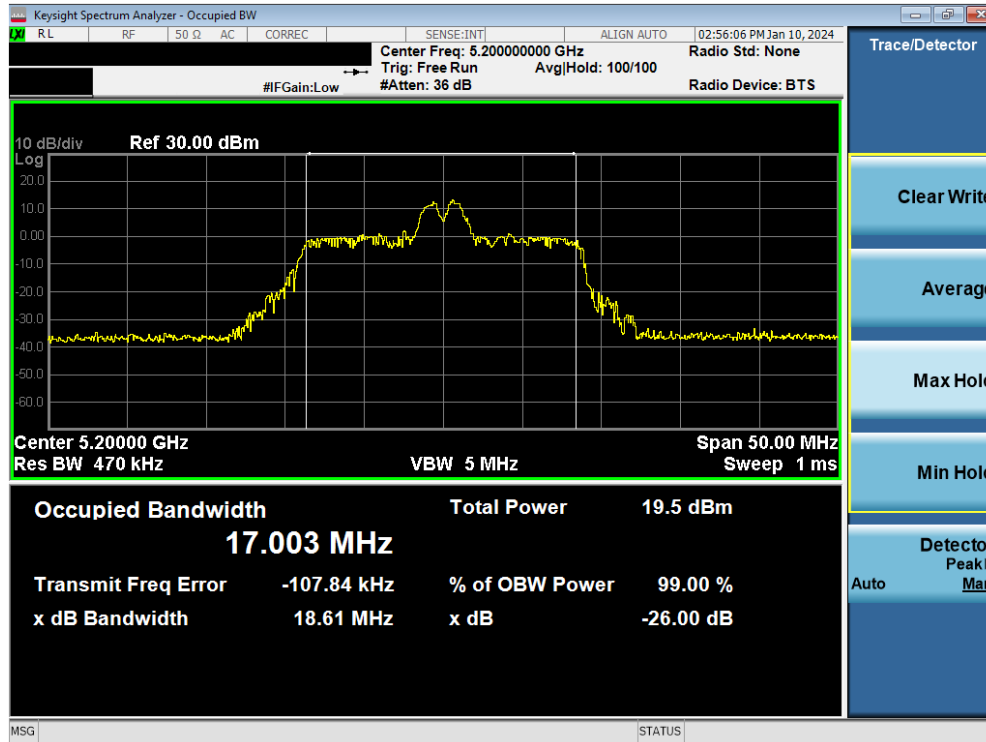 Keysight Spectrum Analyzer - Occupied BW
LXI RL RF 50 Ω AC CORREC SENSE:INT ALIGN AUTO 02:56:06 PM Jan 10, 2024
Center Freq: 5.200000000 GHz Radio Std: None
Trig: Free Run Avg|Hold: 100/100
#IFGain:Low #Atten: 36 dB Radio Device: BTS
Trace/Detector
10 dB/div Ref 30.00 dBm
Log
20.0
10.0
0.00
-10.0
-20.0
-30.0
-40.0
-50.0
-60.0
Center 5.20000 GHz Span 50.00 MHz
Res BW 470 kHz VBW 5 MHz Sweep 1 ms
Occupied Bandwidth Total Power 19.5 dBm
17.003 MHz
Transmit Freq Error -107.84 kHz % of OBW Power 99.00 %
x dB Bandwidth 18.61 MHz x dB -26.00 dB
Clear Write
Averag
Max Hol
Min Hol
Detecto
Peak
Auto Ma
MSG STATUS